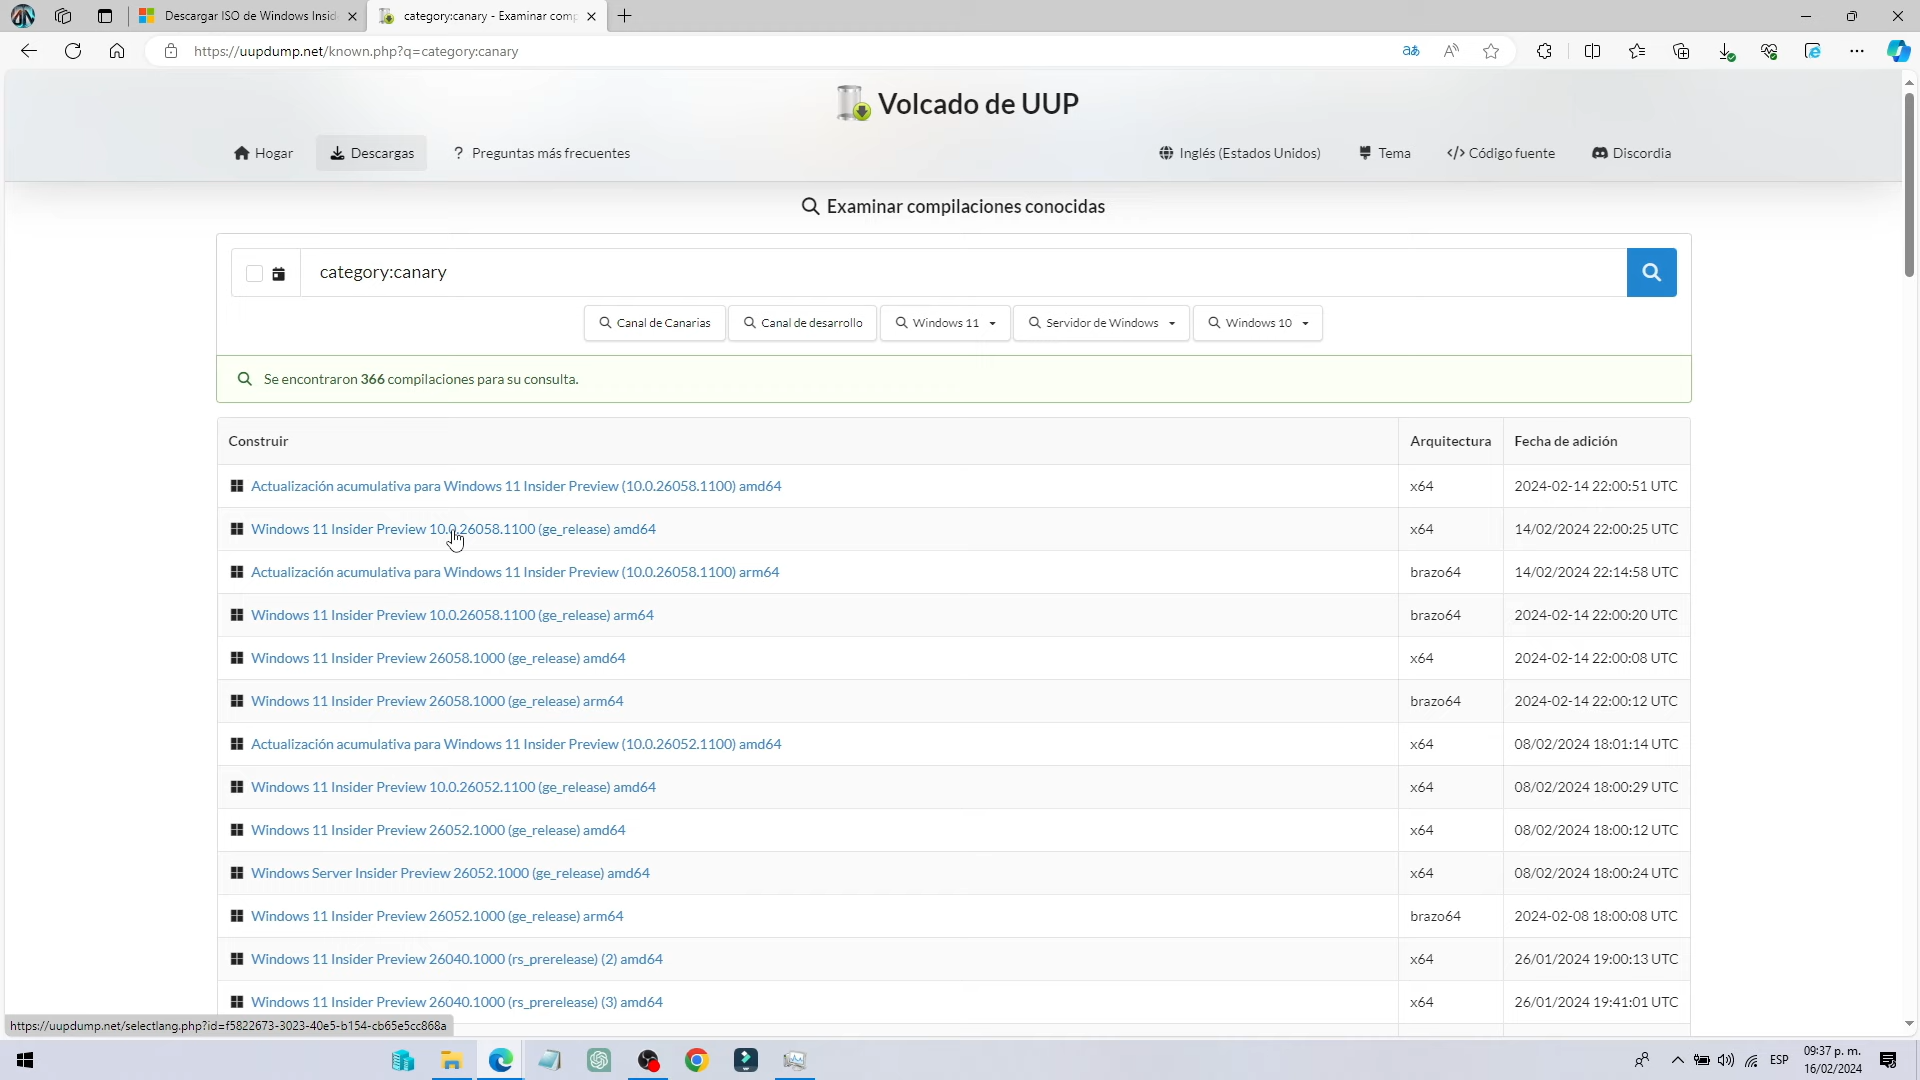 Descargar ISO de Windows Insid
category:canary - Examinar comp
https://uupdump.net/known.php?q=category:canary
Volcado de UUP
Hogar
Descargas
? Preguntas más frecuentes
Inglés (Estados Unidos)
Tema
</> Código fuente
Discordia
Examinar compilaciones conocidas
category:canary
Canal de Canarias
Canal de desarrollo
Windows 11
Servidor de Windows
Windows 10
Se encontraron 366 compilaciones para su consulta.
Construir Arquitectura Fecha de adición
Actualización acumulativa para Windows 11 Insider Preview (10.0.26058.1100) amd64 x64 2024-02-14 22:00:51 UTC
Windows 11 Insider Preview 10.0.26058.1100 (ge_release) amd64 x64 14/02/2024 22:00:25 UTC
Actualización acumulativa para Windows 11 Insider Preview (10.0.26058.1100) arm64 brazo64 14/02/2024 22:14:58 UTC
Windows 11 Insider Preview 10.0.26058.1100 (ge_release) arm64 brazo64 2024-02-14 22:00:20 UTC
Windows 11 Insider Preview 26058.1000 (ge_release) amd64 x64 2024-02-14 22:00:08 UTC
Windows 11 Insider Preview 26058.1000 (ge_release) arm64 brazo64 2024-02-14 22:00:12 UTC
Actualización acumulativa para Windows 11 Insider Preview (10.0.26052.1100) amd64 x64 08/02/2024 18:01:14 UTC
Windows 11 Insider Preview 10.0.26052.1100 (ge_release) amd64 x64 08/02/2024 18:00:29 UTC
Windows 11 Insider Preview 26052.1000 (ge_release) amd64 x64 08/02/2024 18:00:12 UTC
Windows Server Insider Preview 26052.1000 (ge_release) amd64 x64 08/02/2024 18:00:24 UTC
Windows 11 Insider Preview 26052.1000 (ge_release) arm64 brazo64 2024-02-08 18:00:08 UTC
Windows 11 Insider Preview 26040.1000 (rs_prerelease) (2) amd64 x64 26/01/2024 19:00:13 UTC
Windows 11 Insider Preview 26040.1000 (rs_prerelease) (3) amd64 x64 26/01/2024 19:41:01 UTC
https://uupdump.net/selectlang.php?id=f5822673-3023-40e5-b154-cb65e5cc868a
ESP
09:37 p. m.
16/02/2024